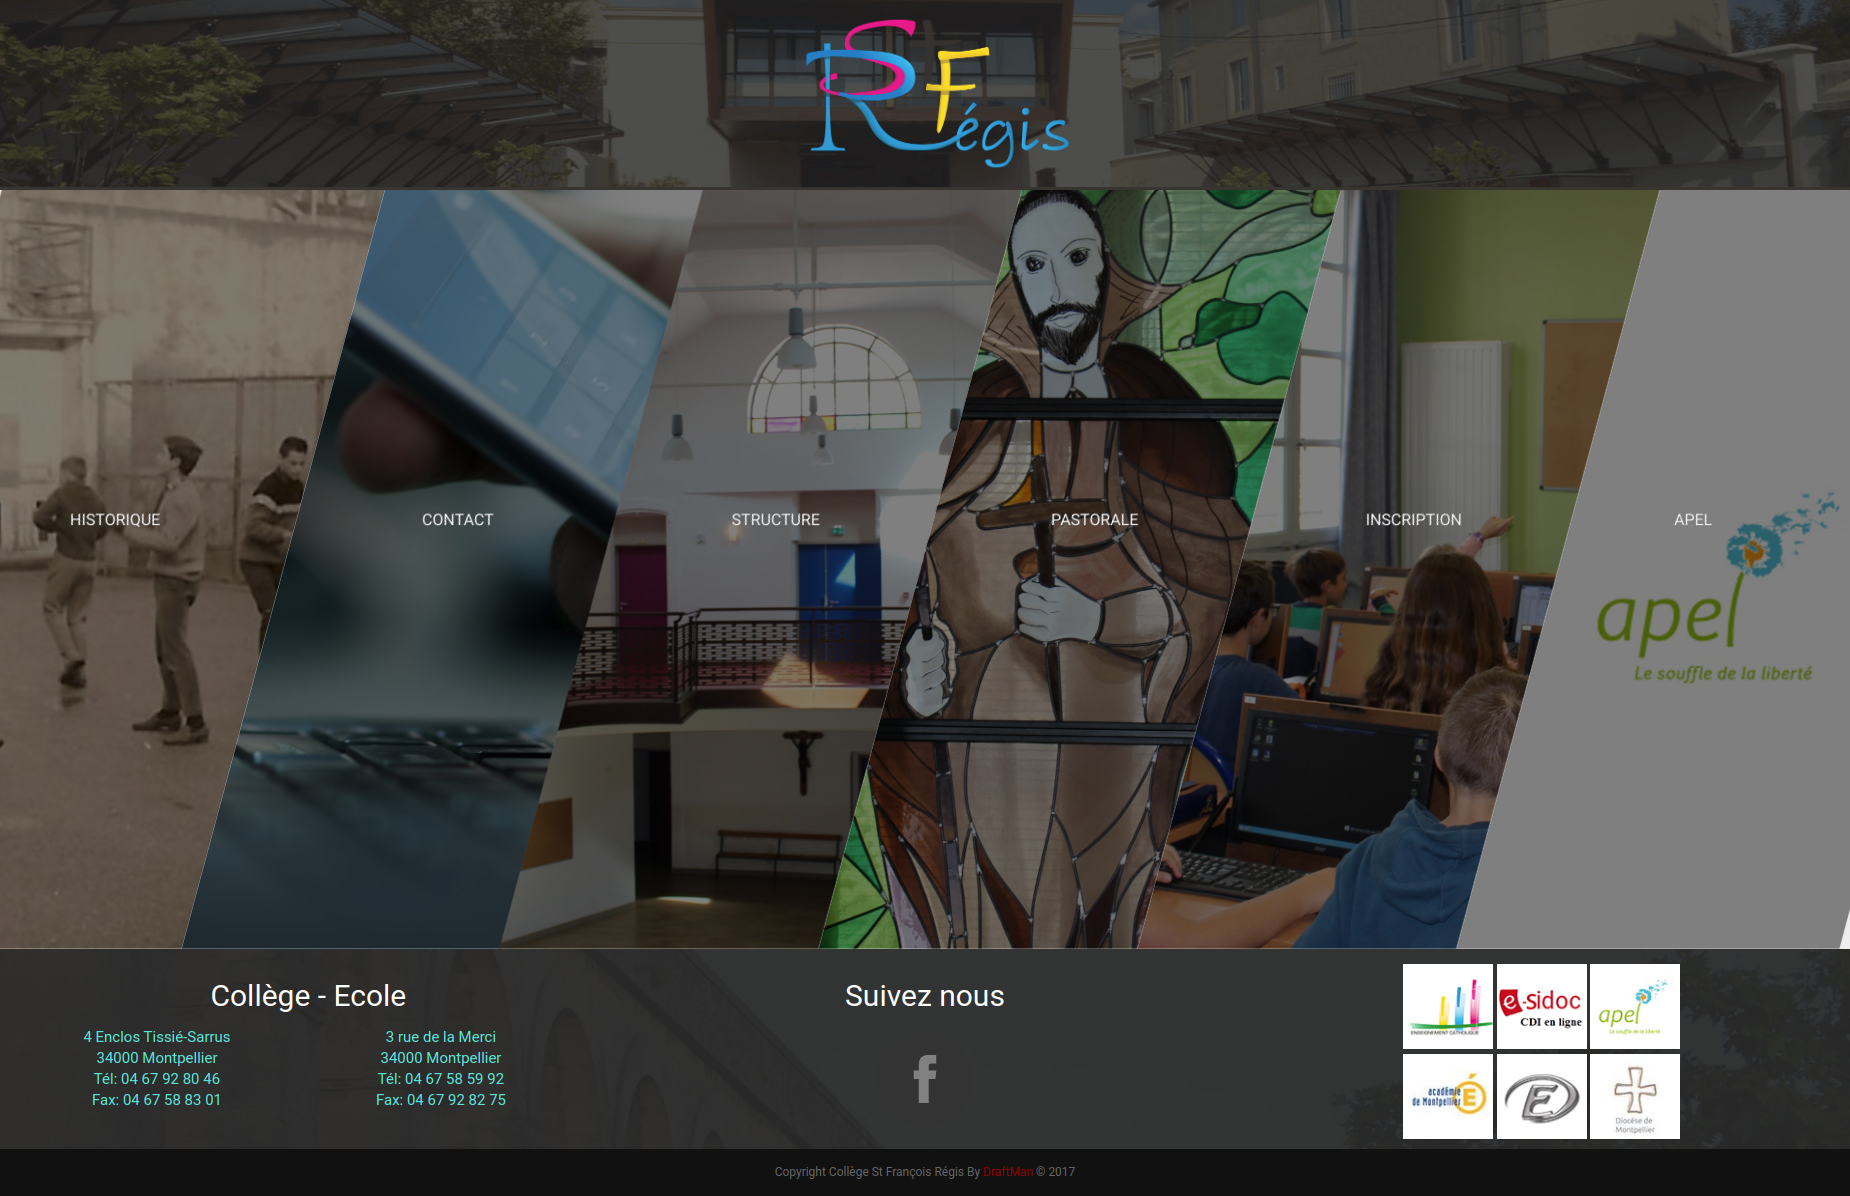 RSF
égis
HISTORIQUE
CONTACT
STRUCTURE
PASTORALE
INSCRIPTION
APEL
apel
Le souffle de la liberté
Collège - Ecole
4 Enclos Tissié-Sarrus
34000 Montpellier
Tél: 04 67 92 80 46
Fax: 04 67 58 83 01
3 rue de la Merci
34000 Montpellier
Tél: 04 67 58 59 92
Fax: 04 67 92 82 75
Suivez nous
f
ENSEIGNEMENT CATHOLIQUE
e-sidoc
CDI en ligne
apel
Le souffle de la liberté
académie
de Montpellier
É
E
Diocèse de
Montpellier
Copyright Collège St François Régis By DraftMan © 2017